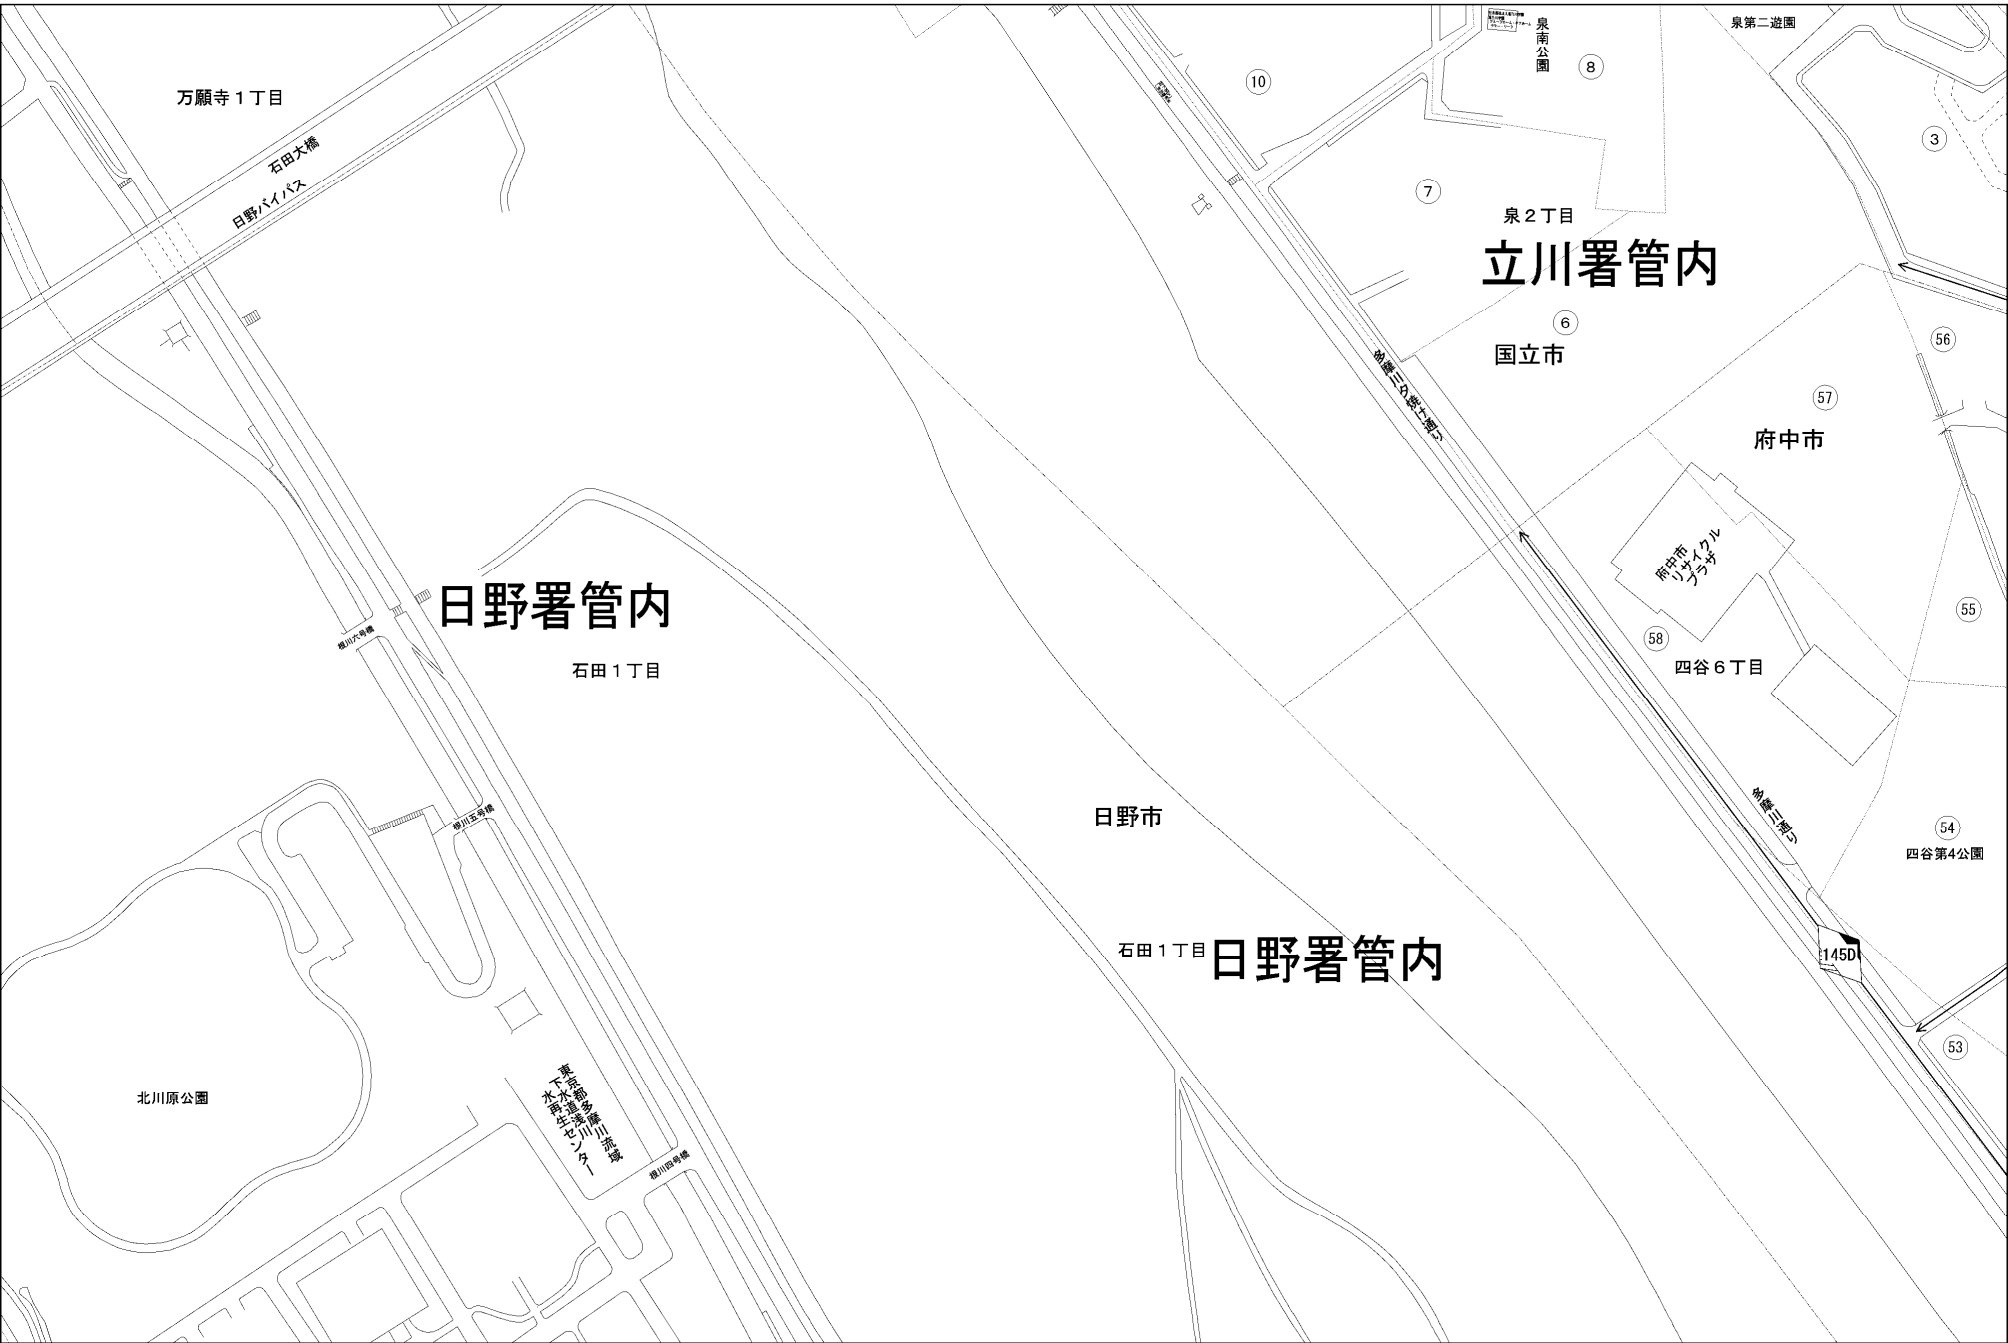 泉南公園
泉第二遊園
8
10
万願寺１丁目
3
石田大橋
7
日野バイパス
泉２丁目
立川署管内
6
56
国立市
多摩川夕焼け通り
57
府中市
府中市
リサイクル
プラザ
日野署管内
55
根川六号橋
58
石田１丁目
四谷６丁目
根川五号橋
日野市
多摩川通り
54
四谷第4公園
石田１丁目
日野署管内
145D
53
北川原公園
東京都多摩川流域
下水道浅川
水再生センター
根川四号橋